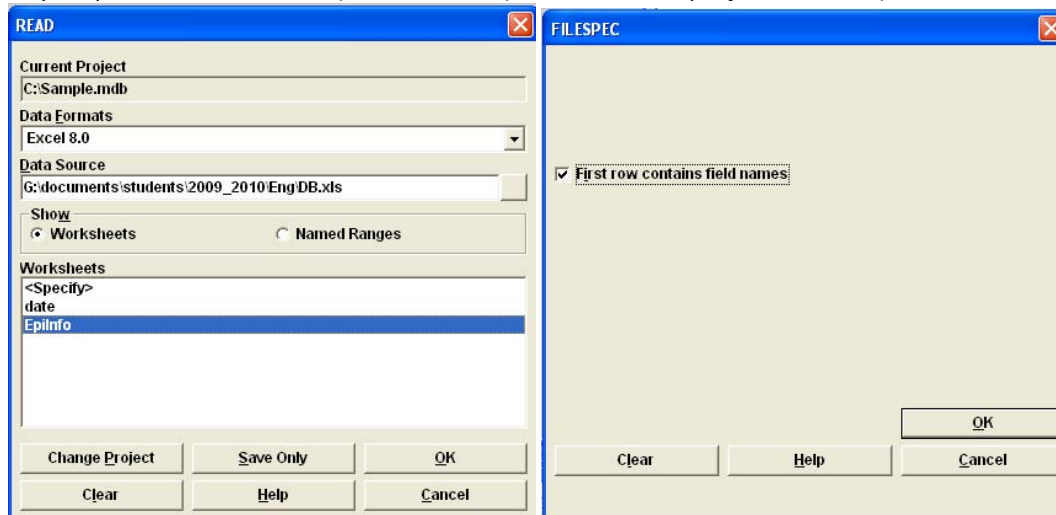 READ
Current Project
C:\Sample.mdb
Data Formats
Excel 8.0
Data Source
G:\documents\students\2009_2010\Eng\DB.xls
Show
Worksheets Named Ranges
Worksheets
<Specify>
date
EpiInfo
Change Project Save Only OK
Clear Help Cancel
FILESPEC
First row contains field names
OK
Clear Help Cancel